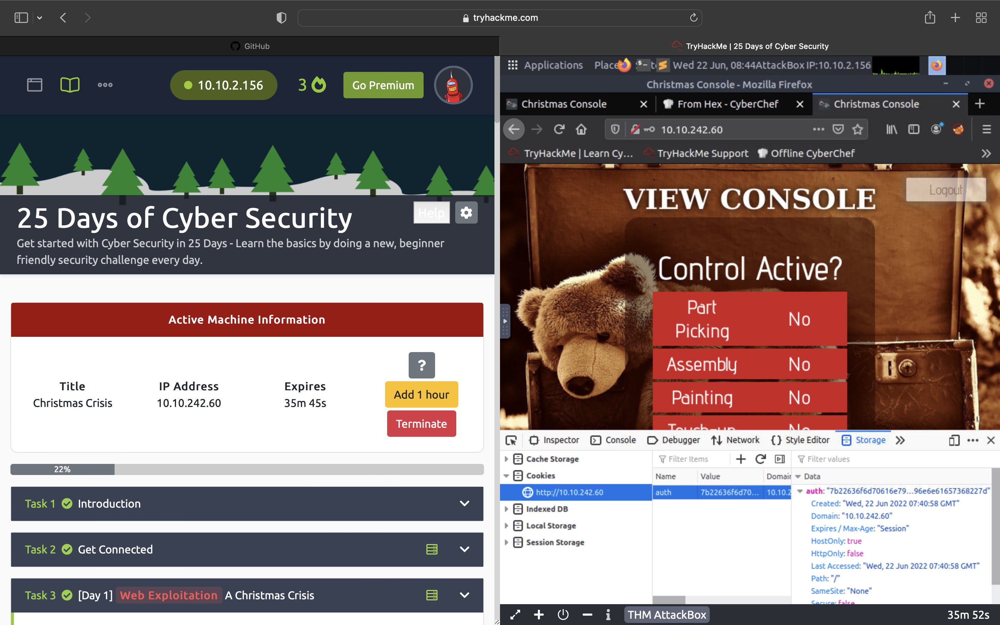 tryhackme.com
GitHub
TryHackMe | 25 Days of Cyber Security
10.10.2.156
3
Go Premium
25 Days of Cyber Security
Help
Get started with Cyber Security in 25 Days - Learn the basics by doing a new, beginner
friendly security challenge every day.
Active Machine Information
Title
IP Address
Expires
?
Christmas Crisis
10.10.242.60
35m 45s
Add 1 hour
Terminate
22%
Task 1 Introduction
Task 2 Get Connected
Task 3 [Day 1] Web Exploitation A Christmas Crisis
Applications
Place
Wed 22 Jun, 08:44 AttackBox IP:10.10.2.156
Christmas Console - Mozilla Firefox
Christmas Console
From Hex - CyberChef
Christmas Console
10.10.242.60
TryHackMe | Learn Cy...
TryHackMe Support
Offline CyberChef
VIEW CONSOLE
Logout
Control Active?
Part
Picking
No
Assembly No
Painting No
Touch-up No
Inspector
Console
Debugger
Network
Style Editor
Storage
Cache Storage
Cookies
http://10.10.242.60
Indexed DB
Local Storage
Session Storage
Filter Items
Name
Value
Domain
auth
7b22636f6d70...
10.10.2
Filter values
Data
auth: "7b22636f6d70616e79...96e6e61657368227d"
Created: "Wed, 22 Jun 2022 07:40:58 GMT"
Domain: "10.10.242.60"
Expires / Max-Age: "Session"
HostOnly: true
HttpOnly: false
Last Accessed: "Wed, 22 Jun 2022 07:40:58 GMT"
Path: "/"
SameSite: "None"
Secure: false
THM AttackBox
35m 52s